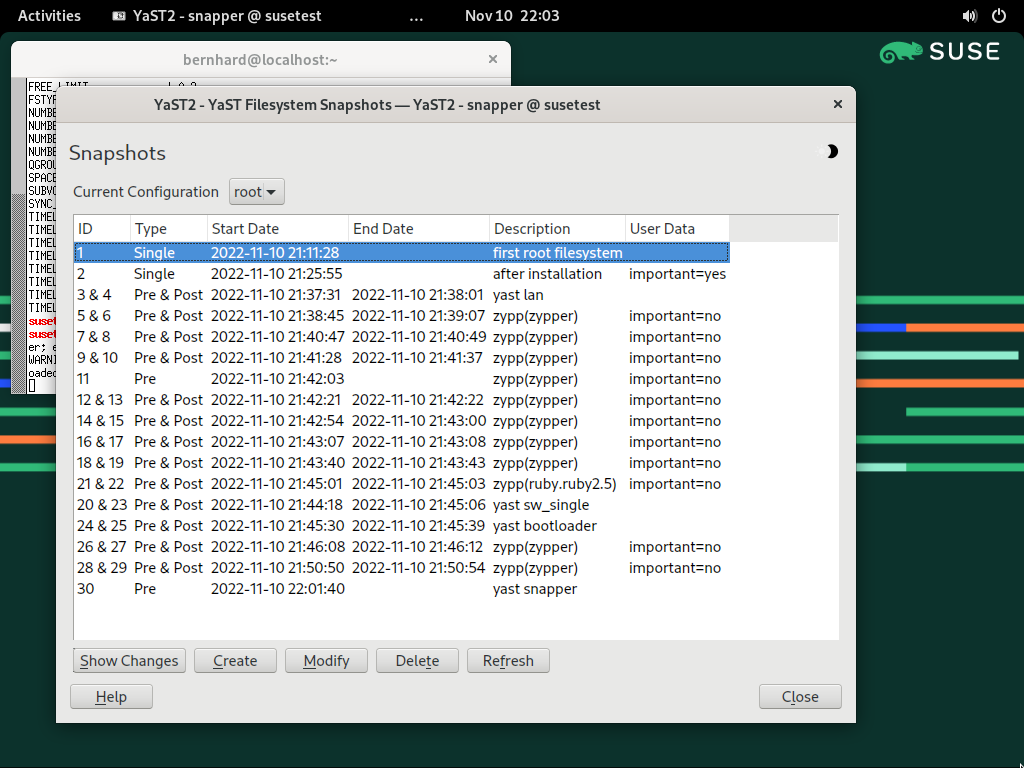 Activities YaST2 - snapper @ susetest ... Nov 10 22:03
SUSE
bernhard@localhost:~ ×
FREE_LIMIT
FSTYP
NUMBE
NUMBE
NUMBE
NUMBE
QGROU
SPACE
SUBVO
SYNC_
TIMEL
TIMEL
TIMEL
TIMEL
TIMEL
TIMEL
TIMEL
TIMEL
suset
suset
er; e
WARNI
oaded
YaST2 - YaST Filesystem Snapshots — YaST2 - snapper @ susetest ×
Snapshots
Current Configuration root
ID Type Start Date End Date Description User Data
1 Single 2022-11-10 21:11:28 first root filesystem
2 Single 2022-11-10 21:25:55 after installation important=yes
3 & 4 Pre & Post 2022-11-10 21:37:31 2022-11-10 21:38:01 yast lan
5 & 6 Pre & Post 2022-11-10 21:38:45 2022-11-10 21:39:07 zypp(zypper) important=no
7 & 8 Pre & Post 2022-11-10 21:40:47 2022-11-10 21:40:49 zypp(zypper) important=no
9 & 10 Pre & Post 2022-11-10 21:41:28 2022-11-10 21:41:37 zypp(zypper) important=no
11 Pre 2022-11-10 21:42:03 zypp(zypper) important=no
12 & 13 Pre & Post 2022-11-10 21:42:21 2022-11-10 21:42:22 zypp(zypper) important=no
14 & 15 Pre & Post 2022-11-10 21:42:54 2022-11-10 21:43:00 zypp(zypper) important=no
16 & 17 Pre & Post 2022-11-10 21:43:07 2022-11-10 21:43:08 zypp(zypper) important=no
18 & 19 Pre & Post 2022-11-10 21:43:40 2022-11-10 21:43:43 zypp(zypper) important=no
21 & 22 Pre & Post 2022-11-10 21:45:01 2022-11-10 21:45:03 zypp(ruby.ruby2.5) important=no
20 & 23 Pre & Post 2022-11-10 21:44:18 2022-11-10 21:45:06 yast sw_single
24 & 25 Pre & Post 2022-11-10 21:45:30 2022-11-10 21:45:39 yast bootloader
26 & 27 Pre & Post 2022-11-10 21:46:08 2022-11-10 21:46:12 zypp(zypper) important=no
28 & 29 Pre & Post 2022-11-10 21:50:50 2022-11-10 21:50:54 zypp(zypper) important=no
30 Pre 2022-11-10 22:01:40 yast snapper
Show Changes Create Modify Delete Refresh
Help Close